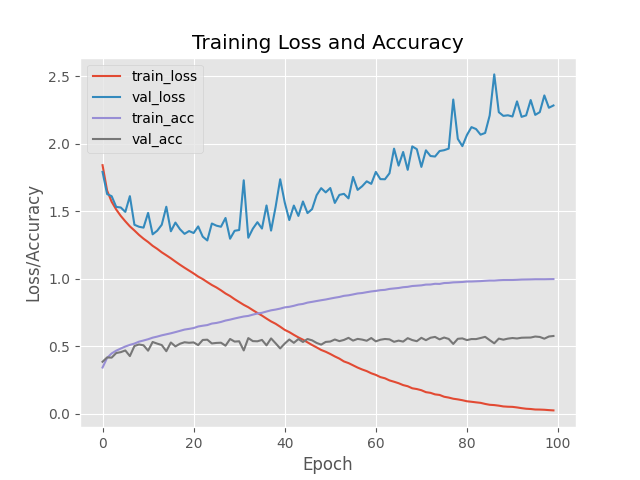 Training Loss and Accuracy
train_loss
val_loss
train_acc
val_acc
2.5
2.0
1.5
1.0
0.5
0.0
Loss/Accuracy
0 20 40 60 80 100
Epoch